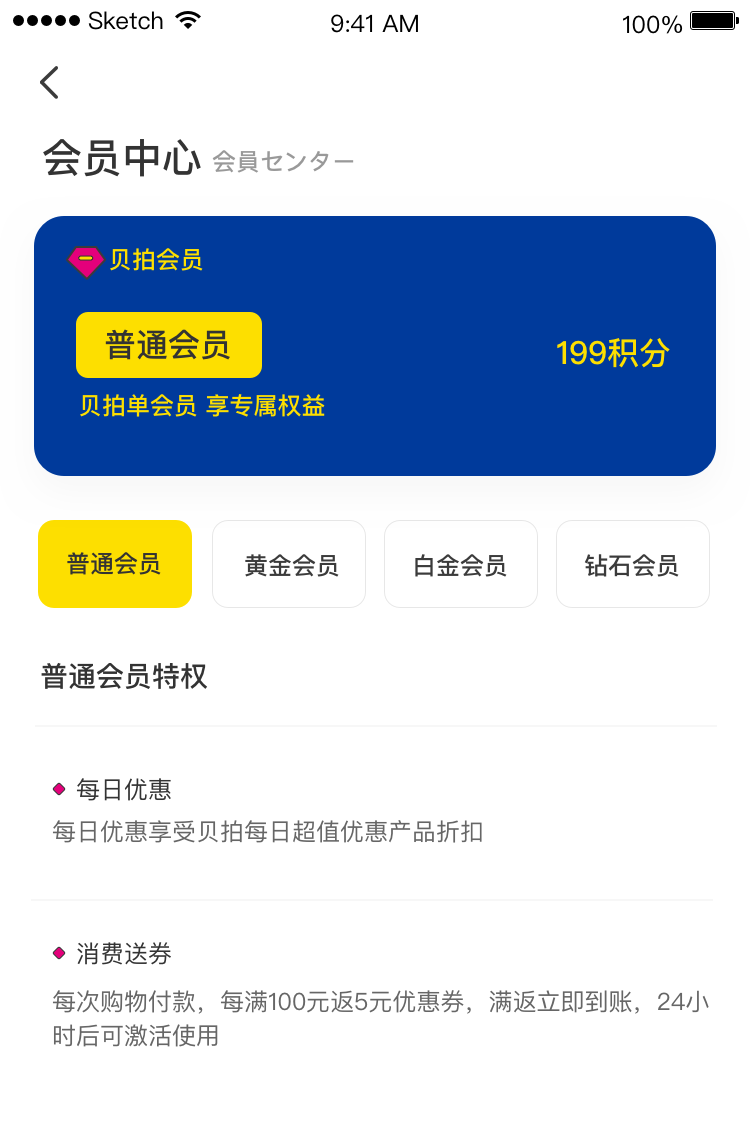 Sketch 9:41 AM 100%
会员中心 会員センター
贝拍会员
普通会员
199积分
贝拍单会员 享专属权益
普通会员 黄金会员 白金会员 钻石会员
普通会员特权
每日优惠
每日优惠享受贝拍每日超值优惠产品折扣
消费送券
每次购物付款，每满100元返5元优惠券，满返立即到账，24小
时后可激活使用